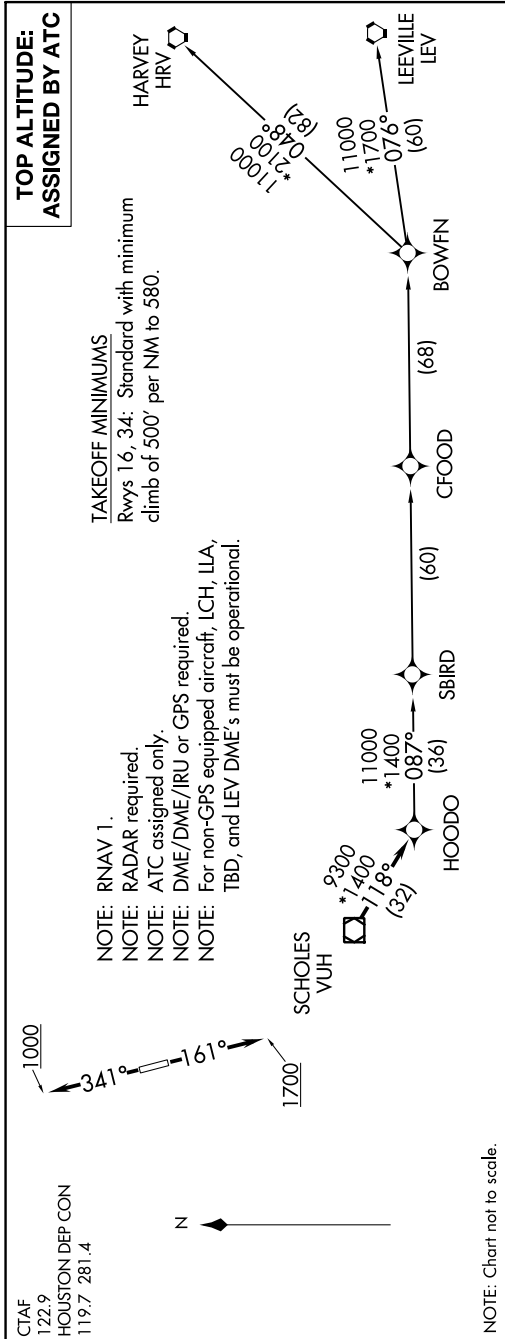 CTAF
122.9
HOUSTON DEP CON
119.7 281.4
TOP ALTITUDE:
ASSIGNED BY ATC
1000
341°
161°
1700
N
NOTE: RNAV 1.
NOTE: RADAR required.
NOTE: ATC assigned only.
NOTE: DME/DME/IRU or GPS required.
NOTE: For non-GPS equipped aircraft, LCH, LLA,
TBD, and LEV DME's must be operational.
TAKEOFF MINIMUMS
Rwys 16, 34: Standard with minimum
climb of 500' per NM to 580.
SCHOLES
VUH
9300
*1400
118°
(32)
HOODO
11000
*1400
087°
(36)
SBIRD
(60)
CFOOD
(68)
BOWFN
11000
*2100
048°
(82)
HARVEY
HRV
11000
*1700
076°
(60)
LEEVILLE
LEV
NOTE: Chart not to scale.